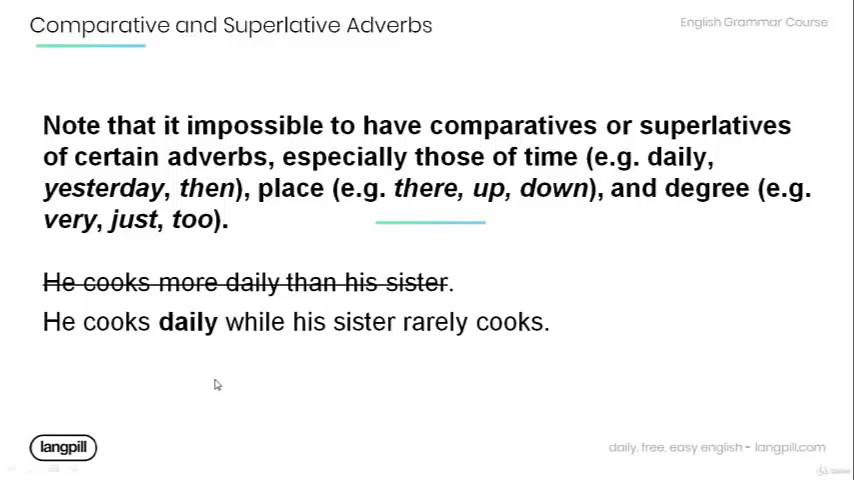 Comparative and Superlative Adverbs
English Grammar Course
Note that it impossible to have comparatives or superlatives
of certain adverbs, especially those of time (e.g. daily,
yesterday, then), place (e.g. there, up, down), and degree (e.g.
very, just, too).
He cooks more daily than his sister.
He cooks daily while his sister rarely cooks.
langpill
daily, free, easy english - langpill.com